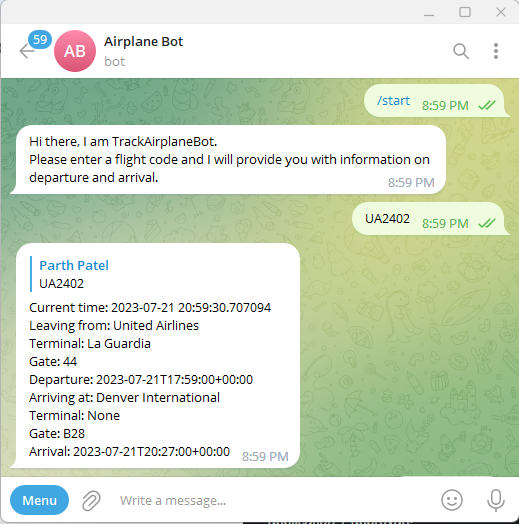 59
AB
Airplane Bot
bot
/start 8:59 PM
Hi there, I am TrackAirplaneBot.
Please enter a flight code and I will provide you with information on
departure and arrival.
8:59 PM
UA2402 8:59 PM
Parth Patel
UA2402
Current time: 2023-07-21 20:59:30.707094
Leaving from: United Airlines
Terminal: La Guardia
Gate: 44
Departure: 2023-07-21T17:59:00+00:00
Arriving at: Denver International
Terminal: None
Gate: B28
Arrival: 2023-07-21T20:27:00+00:00 8:59 PM
Menu
Write a message...